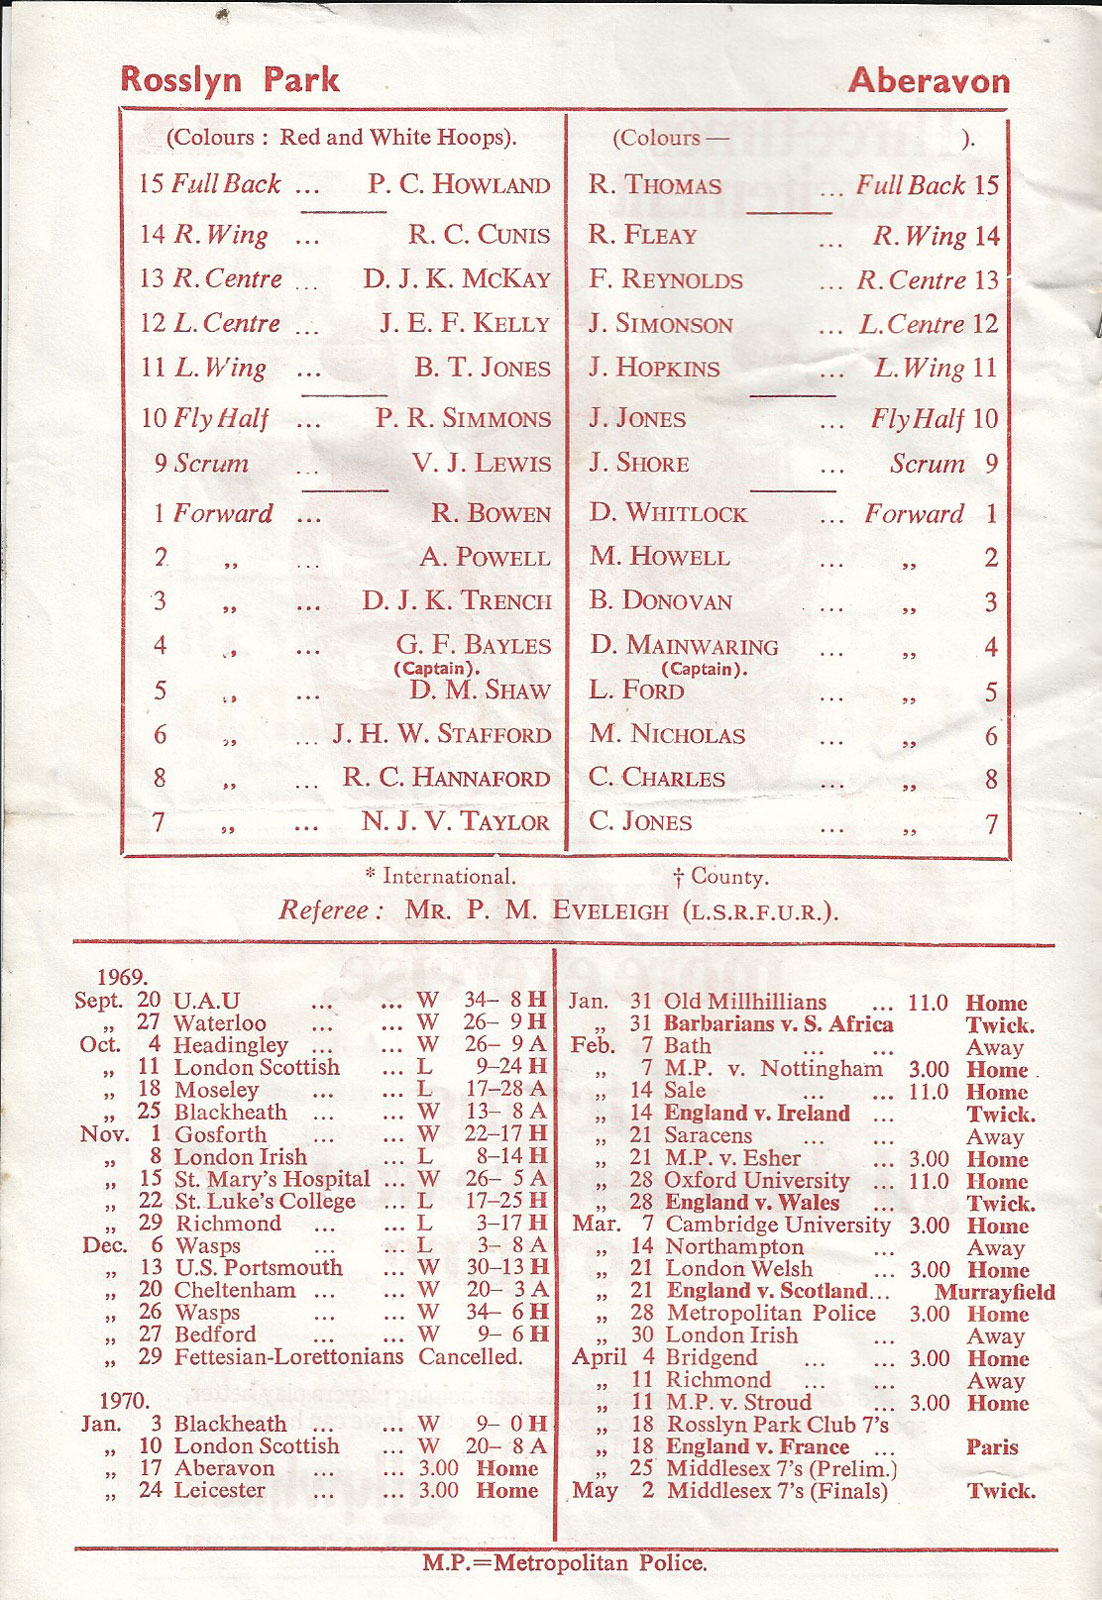 Rosslyn Park Aberavon
(Colours : Red and White Hoops). (Colours — ).
15 Full Back ... P. C. HOWLAND R. THOMAS ... Full Back 15
14 R. Wing ... R. C. CUNIS R. FLEAY ... R. Wing 14
13 R. Centre ... D. J. K. MCKAY F. REYNOLDS ... R. Centre 13
12 L. Centre ... J. E. F. KELLY J. SIMONSON ... L. Centre 12
11 L. Wing ... B. T. JONES J. HOPKINS ... L. Wing 11
10 Fly Half ... P. R. SIMMONS J. JONES ... Fly Half 10
9 Scrum ... V. J. LEWIS J. SHORE ... Scrum 9
1 Forward ... R. BOWEN D. WHITLOCK ... Forward 1
2 ,, ... A. POWELL M. HOWELL ... ,, 2
3 ,, ... D. J. K. TRENCH B. DONOVAN ... ,, 3
4 ,, ... G. F. BAYLES D. MAINWARING ... ,, 4
(Captain). (Captain).
5 ,, ... D. M. SHAW L. FORD ... ,, 5
6 ,, ... J. H. W. STAFFORD M. NICHOLAS ... ,, 6
8 ,, ... R. C. HANNAFORD C. CHARLES ... ,, 8
7 ,, ... N. J. V. TAYLOR C. JONES ... ,, 7
* International. † County.
Referee : MR. P. M. EVELEIGH (L.S.R.F.U.R.).
1969.
Sept. 20 U.A.U ... ... W 34– 8 H
,, 27 Waterloo ... ... W 26– 9 H
Oct. 4 Headingley ... ... W 26– 9 A
,, 11 London Scottish ... L 9–24 H
,, 18 Moseley ... ... L 17–28 A
,, 25 Blackheath ... ... W 13– 8 A
Nov. 1 Gosforth ... ... W 22–17 H
,, 8 London Irish ... L 8–14 H
,, 15 St. Mary's Hospital ... W 26– 5 A
,, 22 St. Luke's College ... L 17–25 H
,, 29 Richmond ... ... L 3–17 H
Dec. 6 Wasps ... ... L 3– 8 A
,, 13 U.S. Portsmouth ... W 30–13 H
,, 20 Cheltenham ... ... W 20– 3 A
,, 26 Wasps ... ... W 34– 6 H
,, 27 Bedford ... ... W 9– 6 H
,, 29 Fettesian-Lorettonians Cancelled.
1970.
Jan. 3 Blackheath ... ... W 9– 0 H
,, 10 London Scottish ... W 20– 8 A
,, 17 Aberavon ... ... 3.00 Home
,, 24 Leicester ... ... 3.00 Home
Jan. 31 Old Millhillians ... 11.0 Home
,, 31 Barbarians v. S. Africa Twick.
Feb. 7 Bath ... ... Away
,, 7 M.P. v. Nottingham 3.00 Home
,, 14 Sale ... ... 11.0 Home
,, 14 England v. Ireland ... Twick.
,, 21 Saracens ... ... Away
,, 21 M.P. v. Esher ... 3.00 Home
,, 28 Oxford University ... 11.0 Home
,, 28 England v. Wales ... Twick.
Mar. 7 Cambridge University 3.00 Home
,, 14 Northampton ... Away
,, 21 London Welsh ... 3.00 Home
,, 21 England v. Scotland... Murrayfield
,, 28 Metropolitan Police 3.00 Home
,, 30 London Irish ... Away
April 4 Bridgend ... ... 3.00 Home
,, 11 Richmond ... ... Away
,, 11 M.P. v. Stroud ... 3.00 Home
,, 18 Rosslyn Park Club 7's
,, 18 England v. France ... Paris
,, 25 Middlesex 7's (Prelim.)
May 2 Middlesex 7's (Finals) Twick.
M.P.=Metropolitan Police.